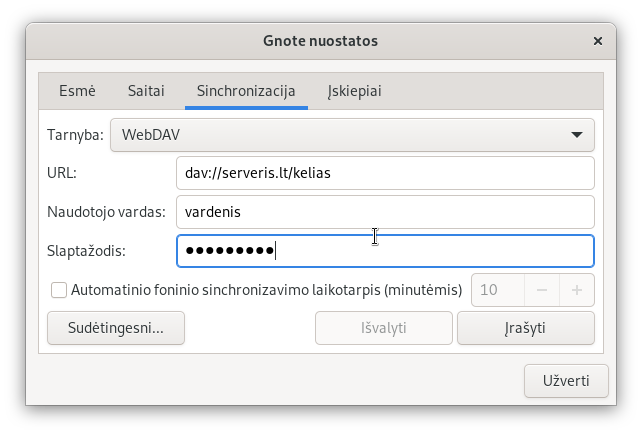 Gnote nuostatos
Esmė Saitai Sinchronizacija Įskiepiai
Tarnyba: WebDAV
URL: dav://serveris.lt/kelias
Naudotojo vardas: vardenis
Slaptažodis: ●●●●●●●●●
Automatinio foninio sinchronizavimo laikotarpis (minutėmis) 10
Sudėtingesni... Išvalyti Įrašyti
Užverti